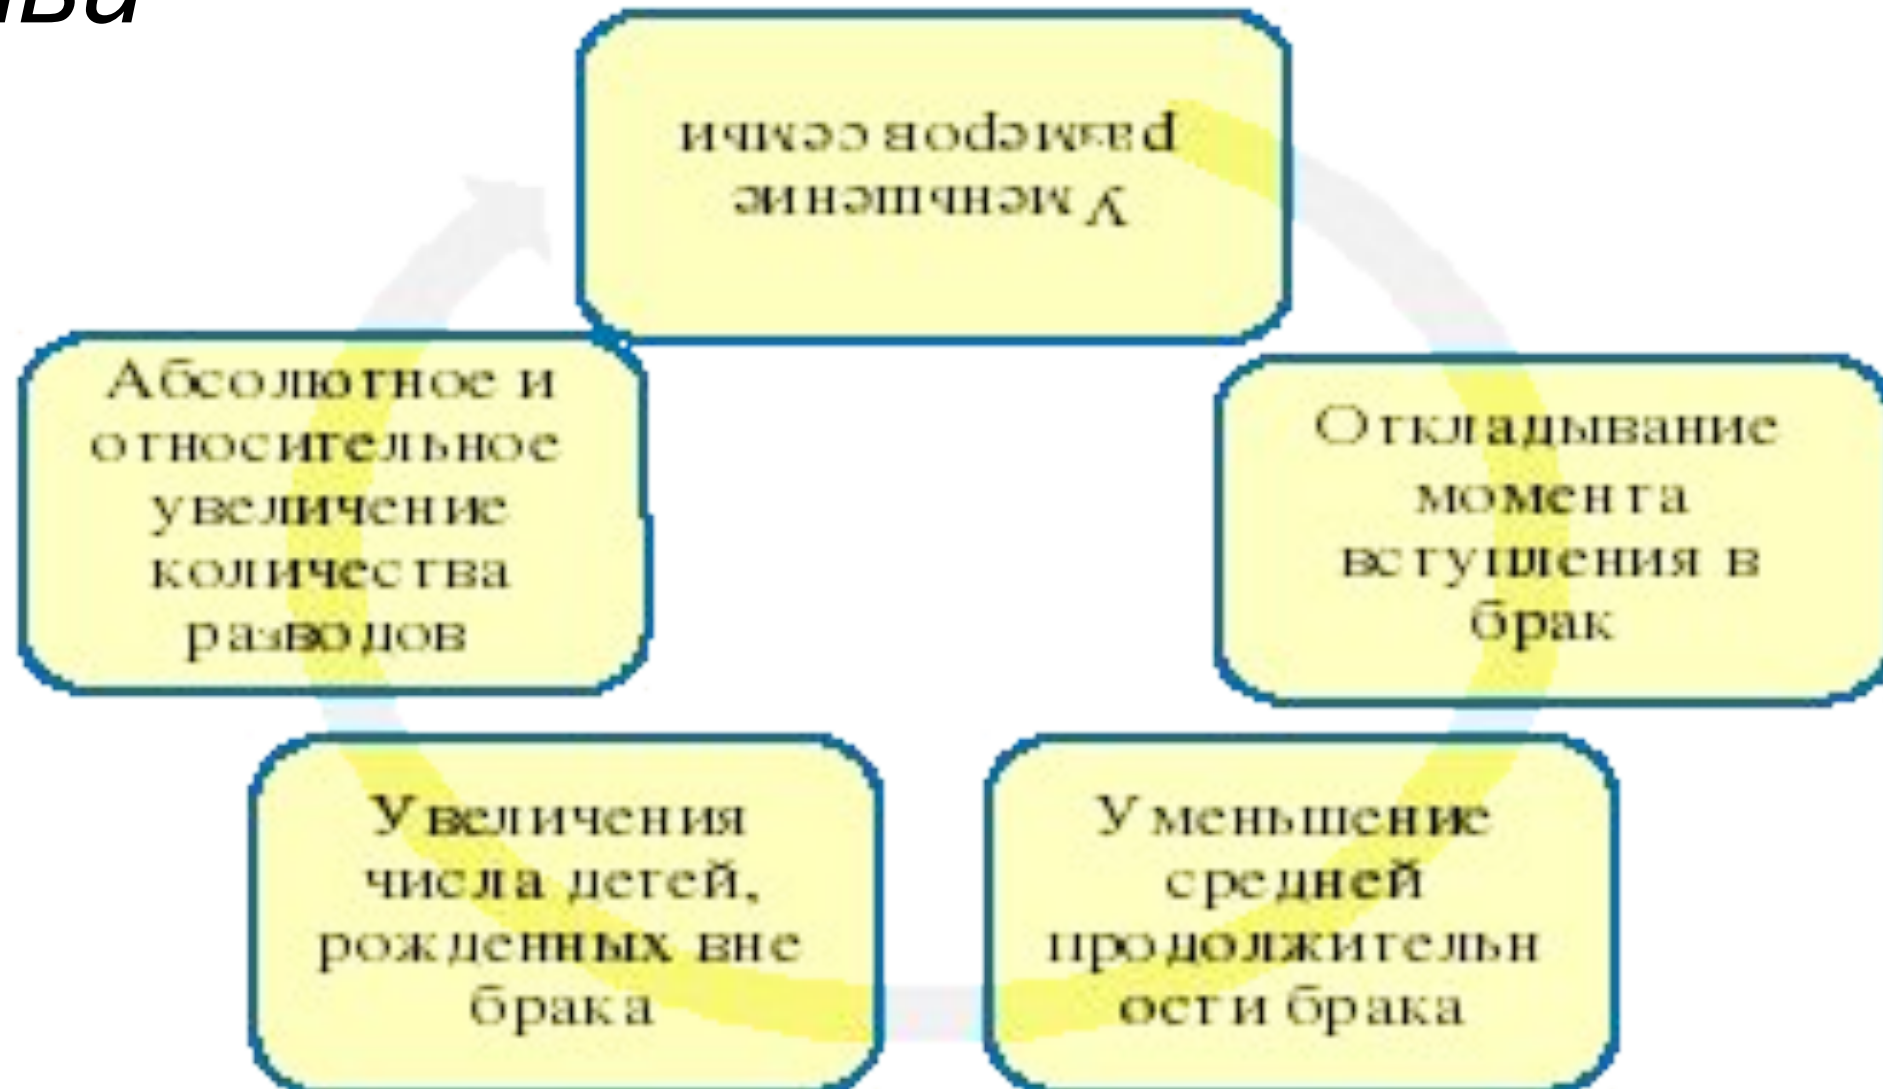 Уменьшение
размеров семьи
Откладывание
момента
вступления в
брак
Уменьшение
средней
продолжительн
ости брака
Увеличения
числа детей,
рожденных вне
брака
Абсолютное и
относительное
увеличение
количества
разводов